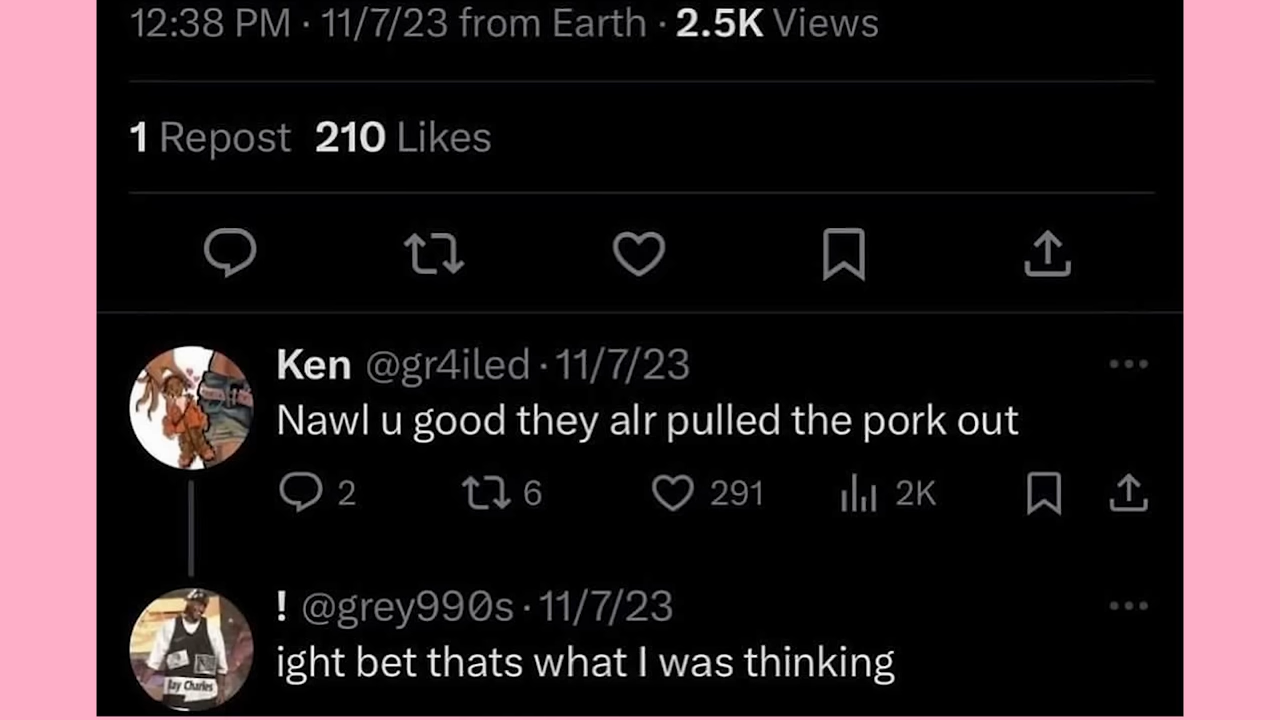 12:38 PM · 11/7/23 from Earth · 2.5K Views
1 Repost 210 Likes
Ken @gr4iled · 11/7/23
Nawl u good they alr pulled the pork out
2 6 291 2K
! @grey990s · 11/7/23
ight bet thats what I was thinking
Ray Charles